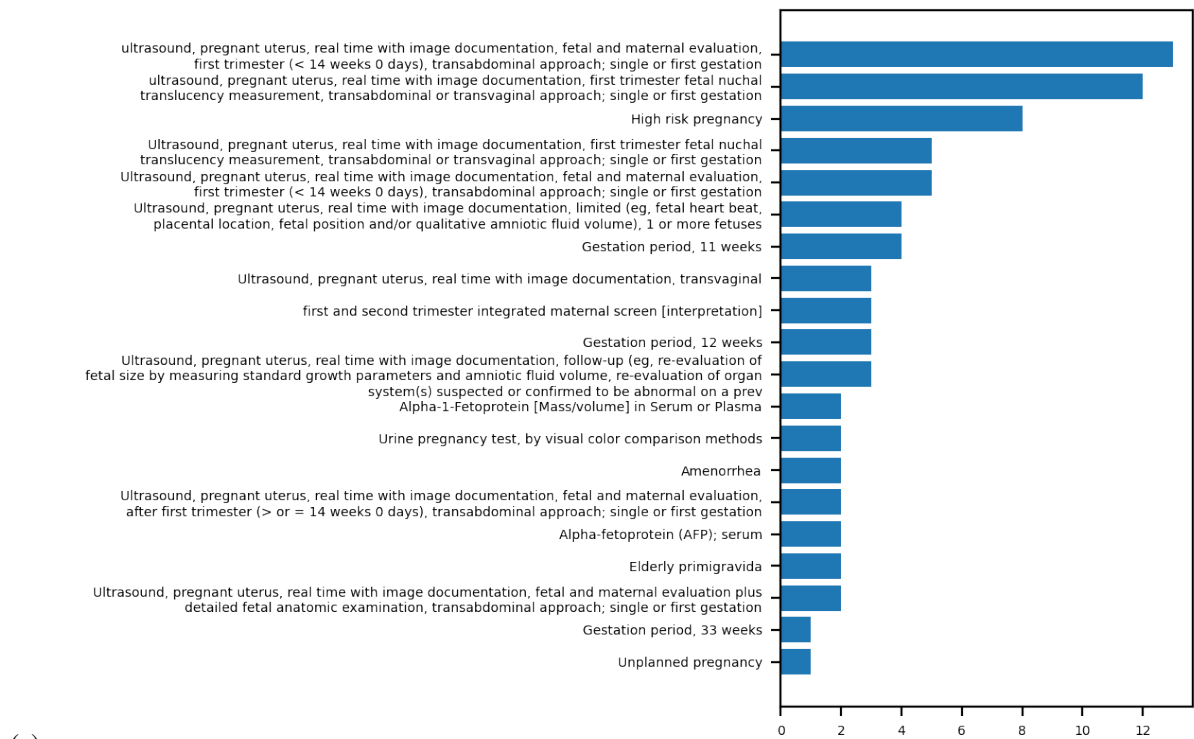 ultrasound, pregnant uterus, real time with image documentation, fetal and maternal evaluation,
first trimester (< 14 weeks 0 days), transabdominal approach; single or first gestation
ultrasound, pregnant uterus, real time with image documentation, first trimester fetal nuchal
translucency measurement, transabdominal or transvaginal approach; single or first gestation
High risk pregnancy
Ultrasound, pregnant uterus, real time with image documentation, first trimester fetal nuchal
translucency measurement, transabdominal or transvaginal approach; single or first gestation
Ultrasound, pregnant uterus, real time with image documentation, fetal and maternal evaluation,
first trimester (< 14 weeks 0 days), transabdominal approach; single or first gestation
Ultrasound, pregnant uterus, real time with image documentation, limited (eg, fetal heart beat,
placental location, fetal position and/or qualitative amniotic fluid volume), 1 or more fetuses
Gestation period, 11 weeks
Ultrasound, pregnant uterus, real time with image documentation, transvaginal
first and second trimester integrated maternal screen [interpretation]
Gestation period, 12 weeks
Ultrasound, pregnant uterus, real time with image documentation, follow-up (eg, re-evaluation of
fetal size by measuring standard growth parameters and amniotic fluid volume, re-evaluation of organ
system(s) suspected or confirmed to be abnormal on a prev
Alpha-1-Fetoprotein [Mass/volume] in Serum or Plasma
Urine pregnancy test, by visual color comparison methods
Amenorrhea
Ultrasound, pregnant uterus, real time with image documentation, fetal and maternal evaluation,
after first trimester (> or = 14 weeks 0 days), transabdominal approach; single or first gestation
Alpha-fetoprotein (AFP); serum
Elderly primigravida
Ultrasound, pregnant uterus, real time with image documentation, fetal and maternal evaluation plus
detailed fetal anatomic examination, transabdominal approach; single or first gestation
Gestation period, 33 weeks
Unplanned pregnancy
0 2 4 6 8 10 12